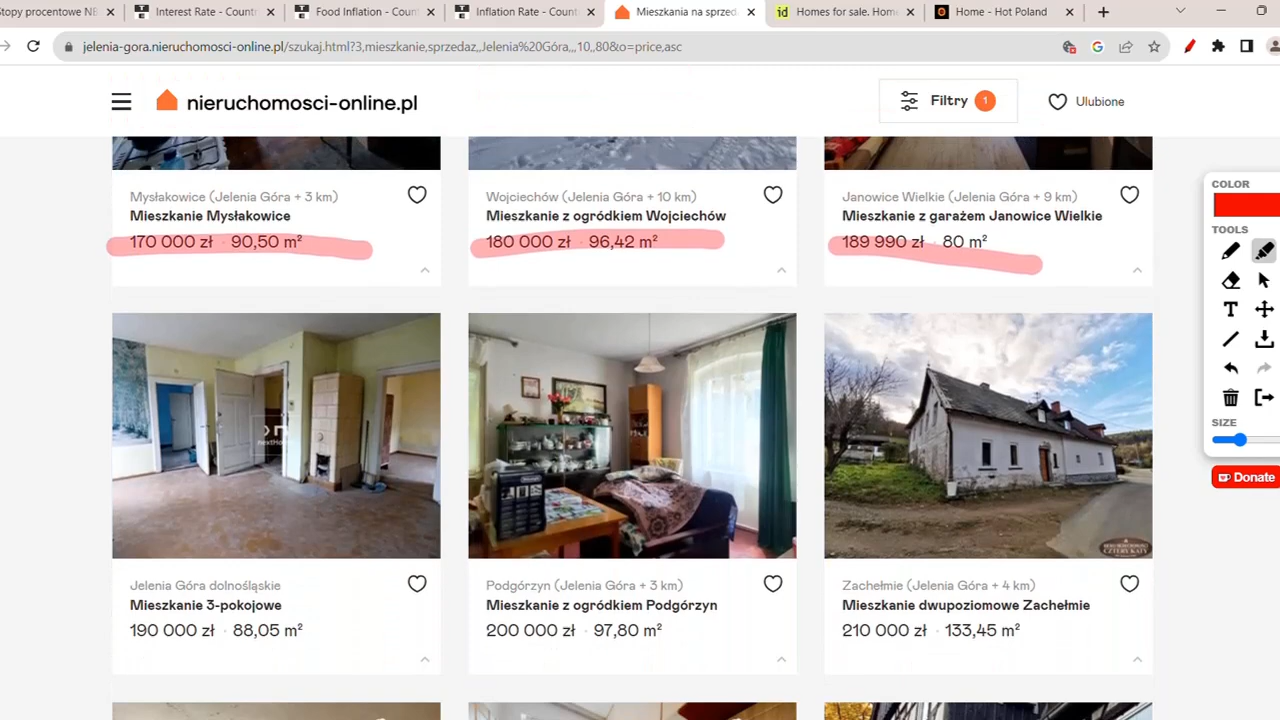 stopy procentowe NB
Interest Rate - Countri
Food Inflation - Coun
Inflation Rate - Count
Mieszkania na sprzed
Homes for sale. Hom
Home - Hot Poland
jelenia-gora.nieruchomosci-online.pl/szukaj.html?3,mieszkanie,sprzedaz,,Jelenia%20Góra,,,10,,80&o=price,asc
nieruchomosci-online.pl
Filtry 1
Ulubione
Mysłakowice (Jelenia Góra + 3 km)
Mieszkanie Mysłakowice
170 000 zł · 90,50 m²
Wojciechów (Jelenia Góra + 10 km)
Mieszkanie z ogródkiem Wojciechów
180 000 zł · 96,42 m²
Janowice Wielkie (Jelenia Góra + 9 km)
Mieszkanie z garażem Janowice Wielkie
189 990 zł · 80 m²
Jelenia Góra dolnośląskie
Mieszkanie 3-pokojowe
190 000 zł · 88,05 m²
Podgórzyn (Jelenia Góra + 3 km)
Mieszkanie z ogródkiem Podgórzyn
200 000 zł · 97,80 m²
CZTERY KĄTY
Zachełmie (Jelenia Góra + 4 km)
Mieszkanie dwupoziomowe Zachełmie
210 000 zł · 133,45 m²
COLOR
TOOLS
T
SIZE
Donate